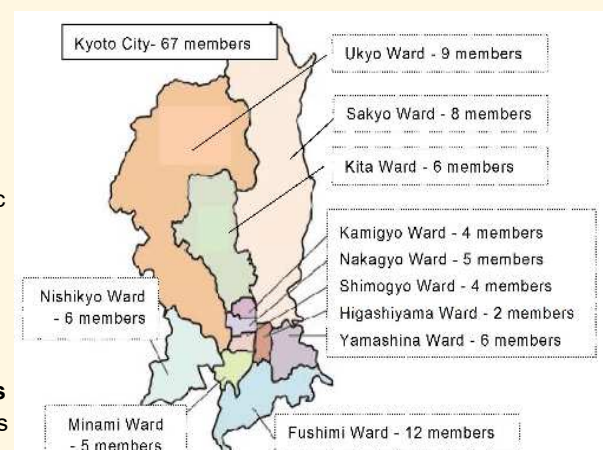 Kyoto City- 67 members
Ukyo Ward - 9 members
Sakyo Ward - 8 members
Kita Ward - 6 members
Kamigyo Ward - 4 members
Nakagyo Ward - 5 members
Shimogyo Ward - 4 members
Higashiyama Ward - 2 members
Yamashina Ward - 6 members
Nishikyo Ward
- 6 members
Minami Ward
- 5 members
Fushimi Ward - 12 members
c
s
s